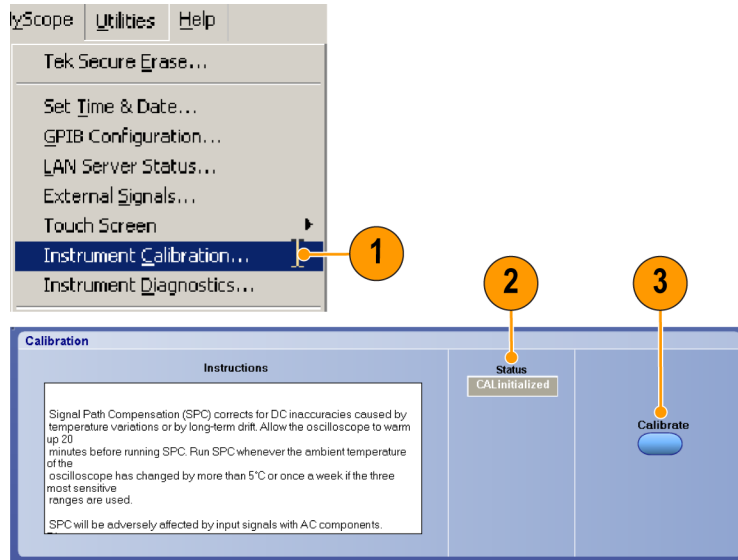 lyScope Utilities Help
Tek Secure Erase...
Set Time & Date...
GPIB Configuration...
LAN Server Status...
External Signals...
Touch Screen
Instrument Calibration...
1
Instrument Diagnostics...
2
3
Calibration
Instructions
Status
CALinitialized
Calibrate
Signal Path Compensation (SPC) corrects for DC inaccuracies caused by
temperature variations or by long-term drift. Allow the oscilloscope to warm
up 20
minutes before running SPC. Run SPC whenever the ambient temperature
of the
oscilloscope has changed by more than 5°C or once a week if the three
most sensitive
ranges are used.
SPC will be adversely affected by input signals with AC components.